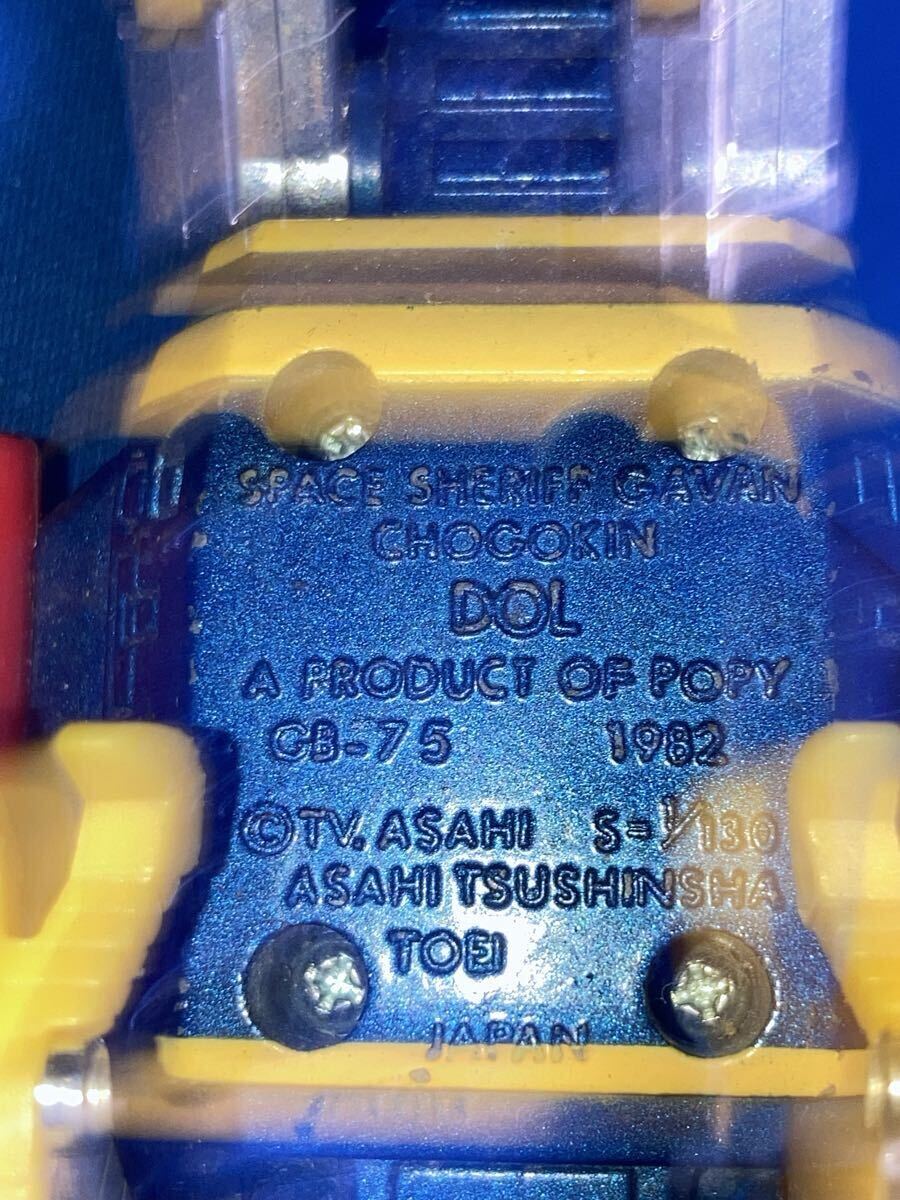 SPACE SHERIFF GAVAN
CHOGOKIN
DOL
A PRODUCT OF POPY
GB-75 1982
©TV. ASAHI S=1/130
ASAHI TSUSHINSHA
TOEI
JAPAN